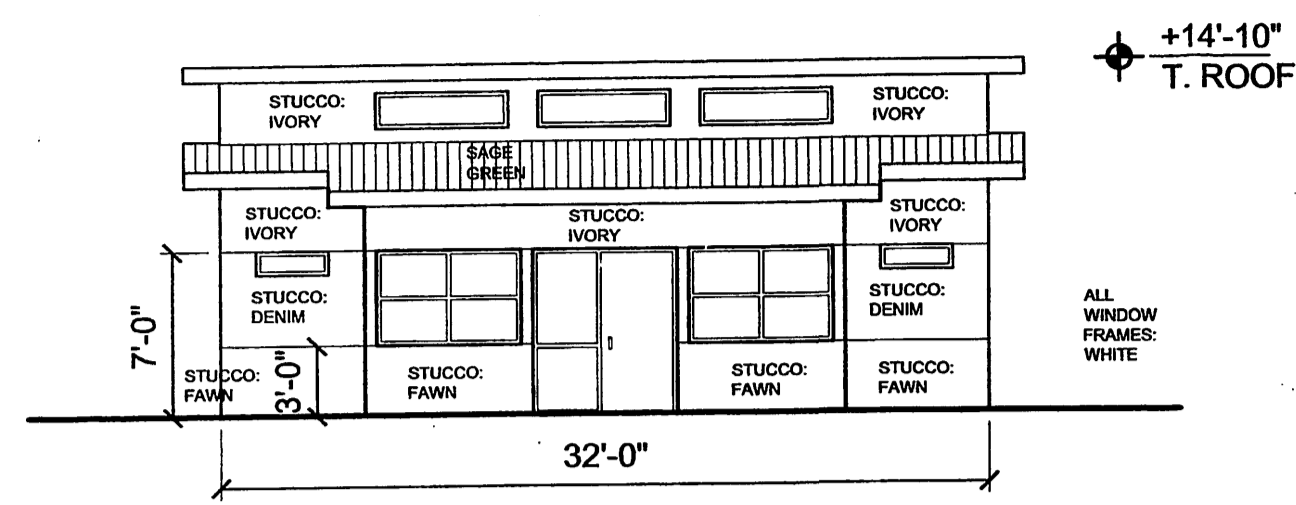 +14'-10"
T. ROOF
STUCCO:
IVORY
STUCCO:
IVORY
SAGE
GREEN
STUCCO:
IVORY
STUCCO:
IVORY
STUCCO:
IVORY
7'-0"
STUCCO:
DENIM
STUCCO:
DENIM
ALL
WINDOW
FRAMES:
WHITE
STUCCO:
FAWN
3'-0"
STUCCO:
FAWN
STUCCO:
FAWN
STUCCO:
FAWN
32'-0"